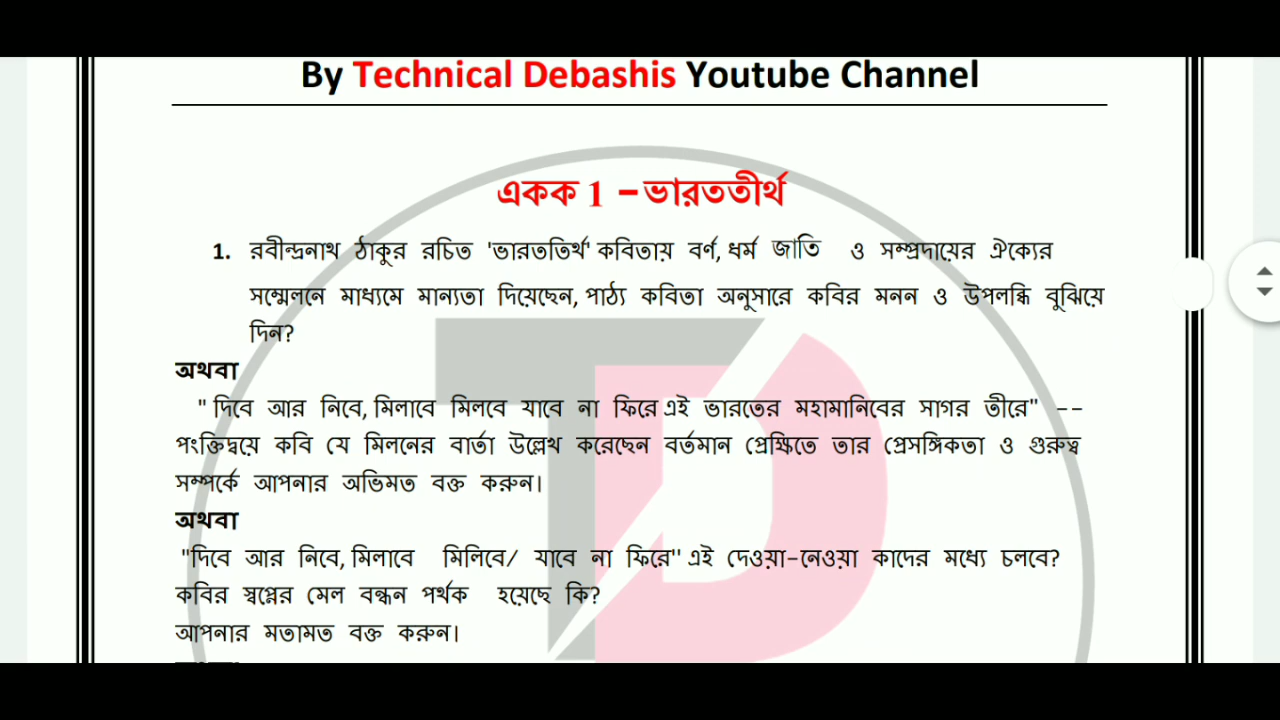 By Technical Debashis Youtube Channel
একক 1 –ভারততীর্থ
1. রবীন্দ্রনাথ ঠাকুর রচিত 'ভারততির্থ' কবিতায় বর্ণ, ধর্ম জাতি ও সম্প্রদায়ের ঐক্যের
সম্মেলনে মাধ্যমে মান্যতা দিয়েছেন, পাঠ্য কবিতা অনুসারে কবির মনন ও উপলব্ধি বুঝিয়ে
দিন?
অথবা
" দিবে আর নিবে, মিলাবে মিলবে যাবে না ফিরে এই ভারতের মহামানিবের সাগর তীরে" --
পংক্তিদ্বয়ে কবি যে মিলনের বার্তা উল্লেখ করেছেন বর্তমান প্রেক্ষিতে তার প্রেসঙ্গিকতা ও গুরুত্ব
সম্পর্কে আপনার অভিমত বক্ত করুন।
অথবা
"দিবে আর নিবে, মিলাবে মিলিবে/ যাবে না ফিরে" এই দেওয়া-নেওয়া কাদের মধ্যে চলবে?
কবির স্বপ্নের মেল বন্ধন পর্থক হয়েছে কি?
আপনার মতামত বক্ত করুন।